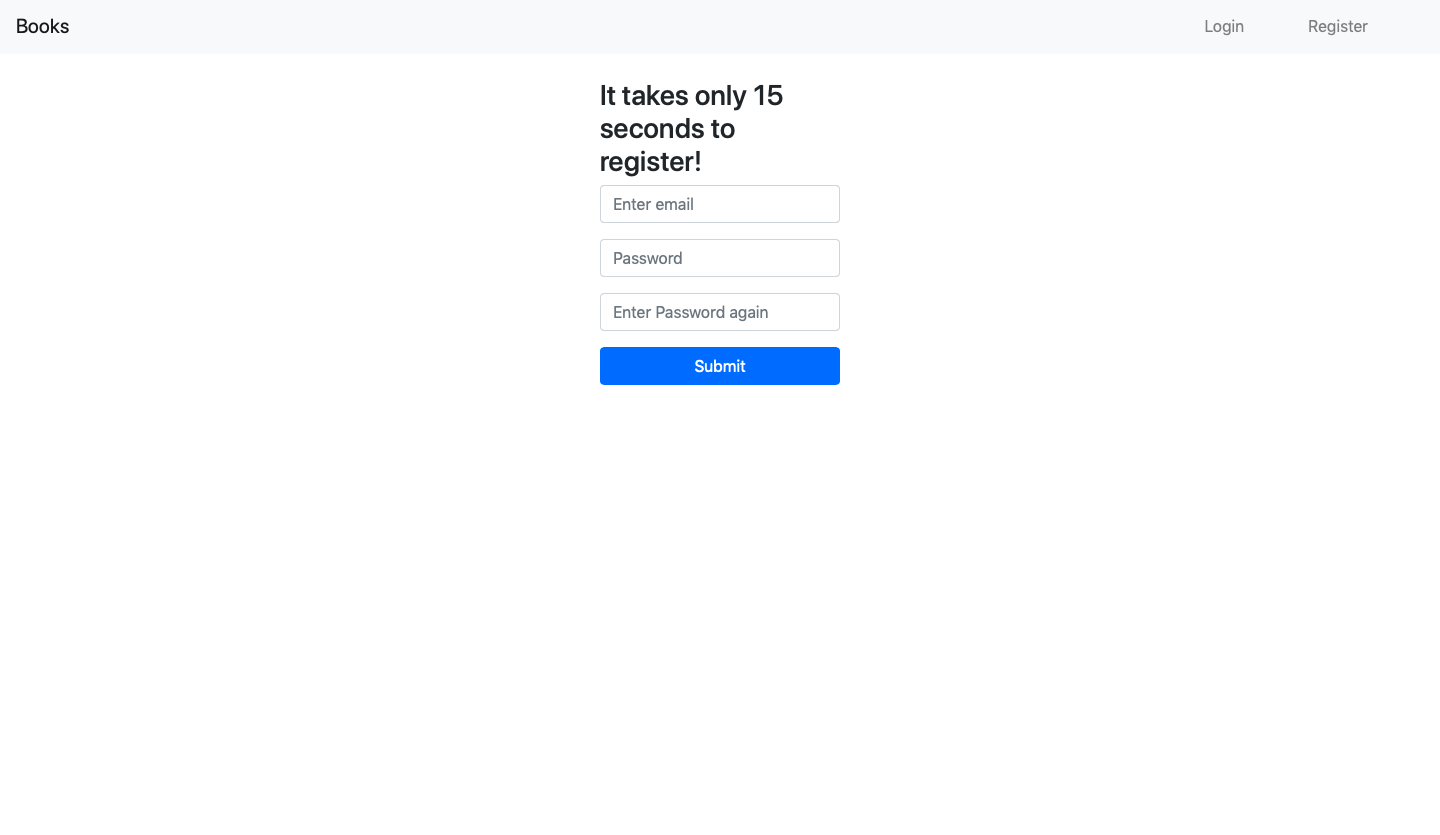 Books
Login
Register
It takes only 15
seconds to
register!
Enter email
Password
Enter Password again
Submit